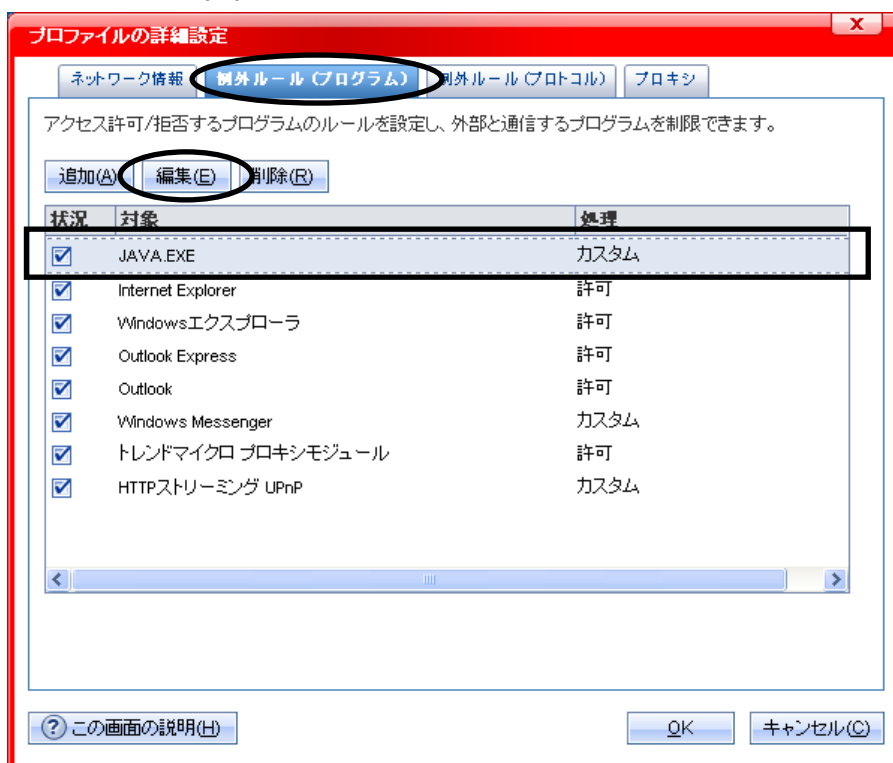 プロファイルの詳細設定 X
ネットワーク情報 例外ルール(プログラム) 例外ルール(プロトコル) プロキシ
アクセス許可/拒否するプログラムのルールを設定し、外部と通信するプログラムを制限できます。
追加(A) 編集(E) 削除(R)
状況 対象 処理
JAVA.EXE カスタム
Internet Explorer 許可
Windowsエクスプローラ 許可
Outlook Express 許可
Outlook 許可
Windows Messenger カスタム
トレンドマイクロ プロキシモジュール 許可
HTTPストリーミング UPnP カスタム
? この画面の説明(H) OK キャンセル(C)